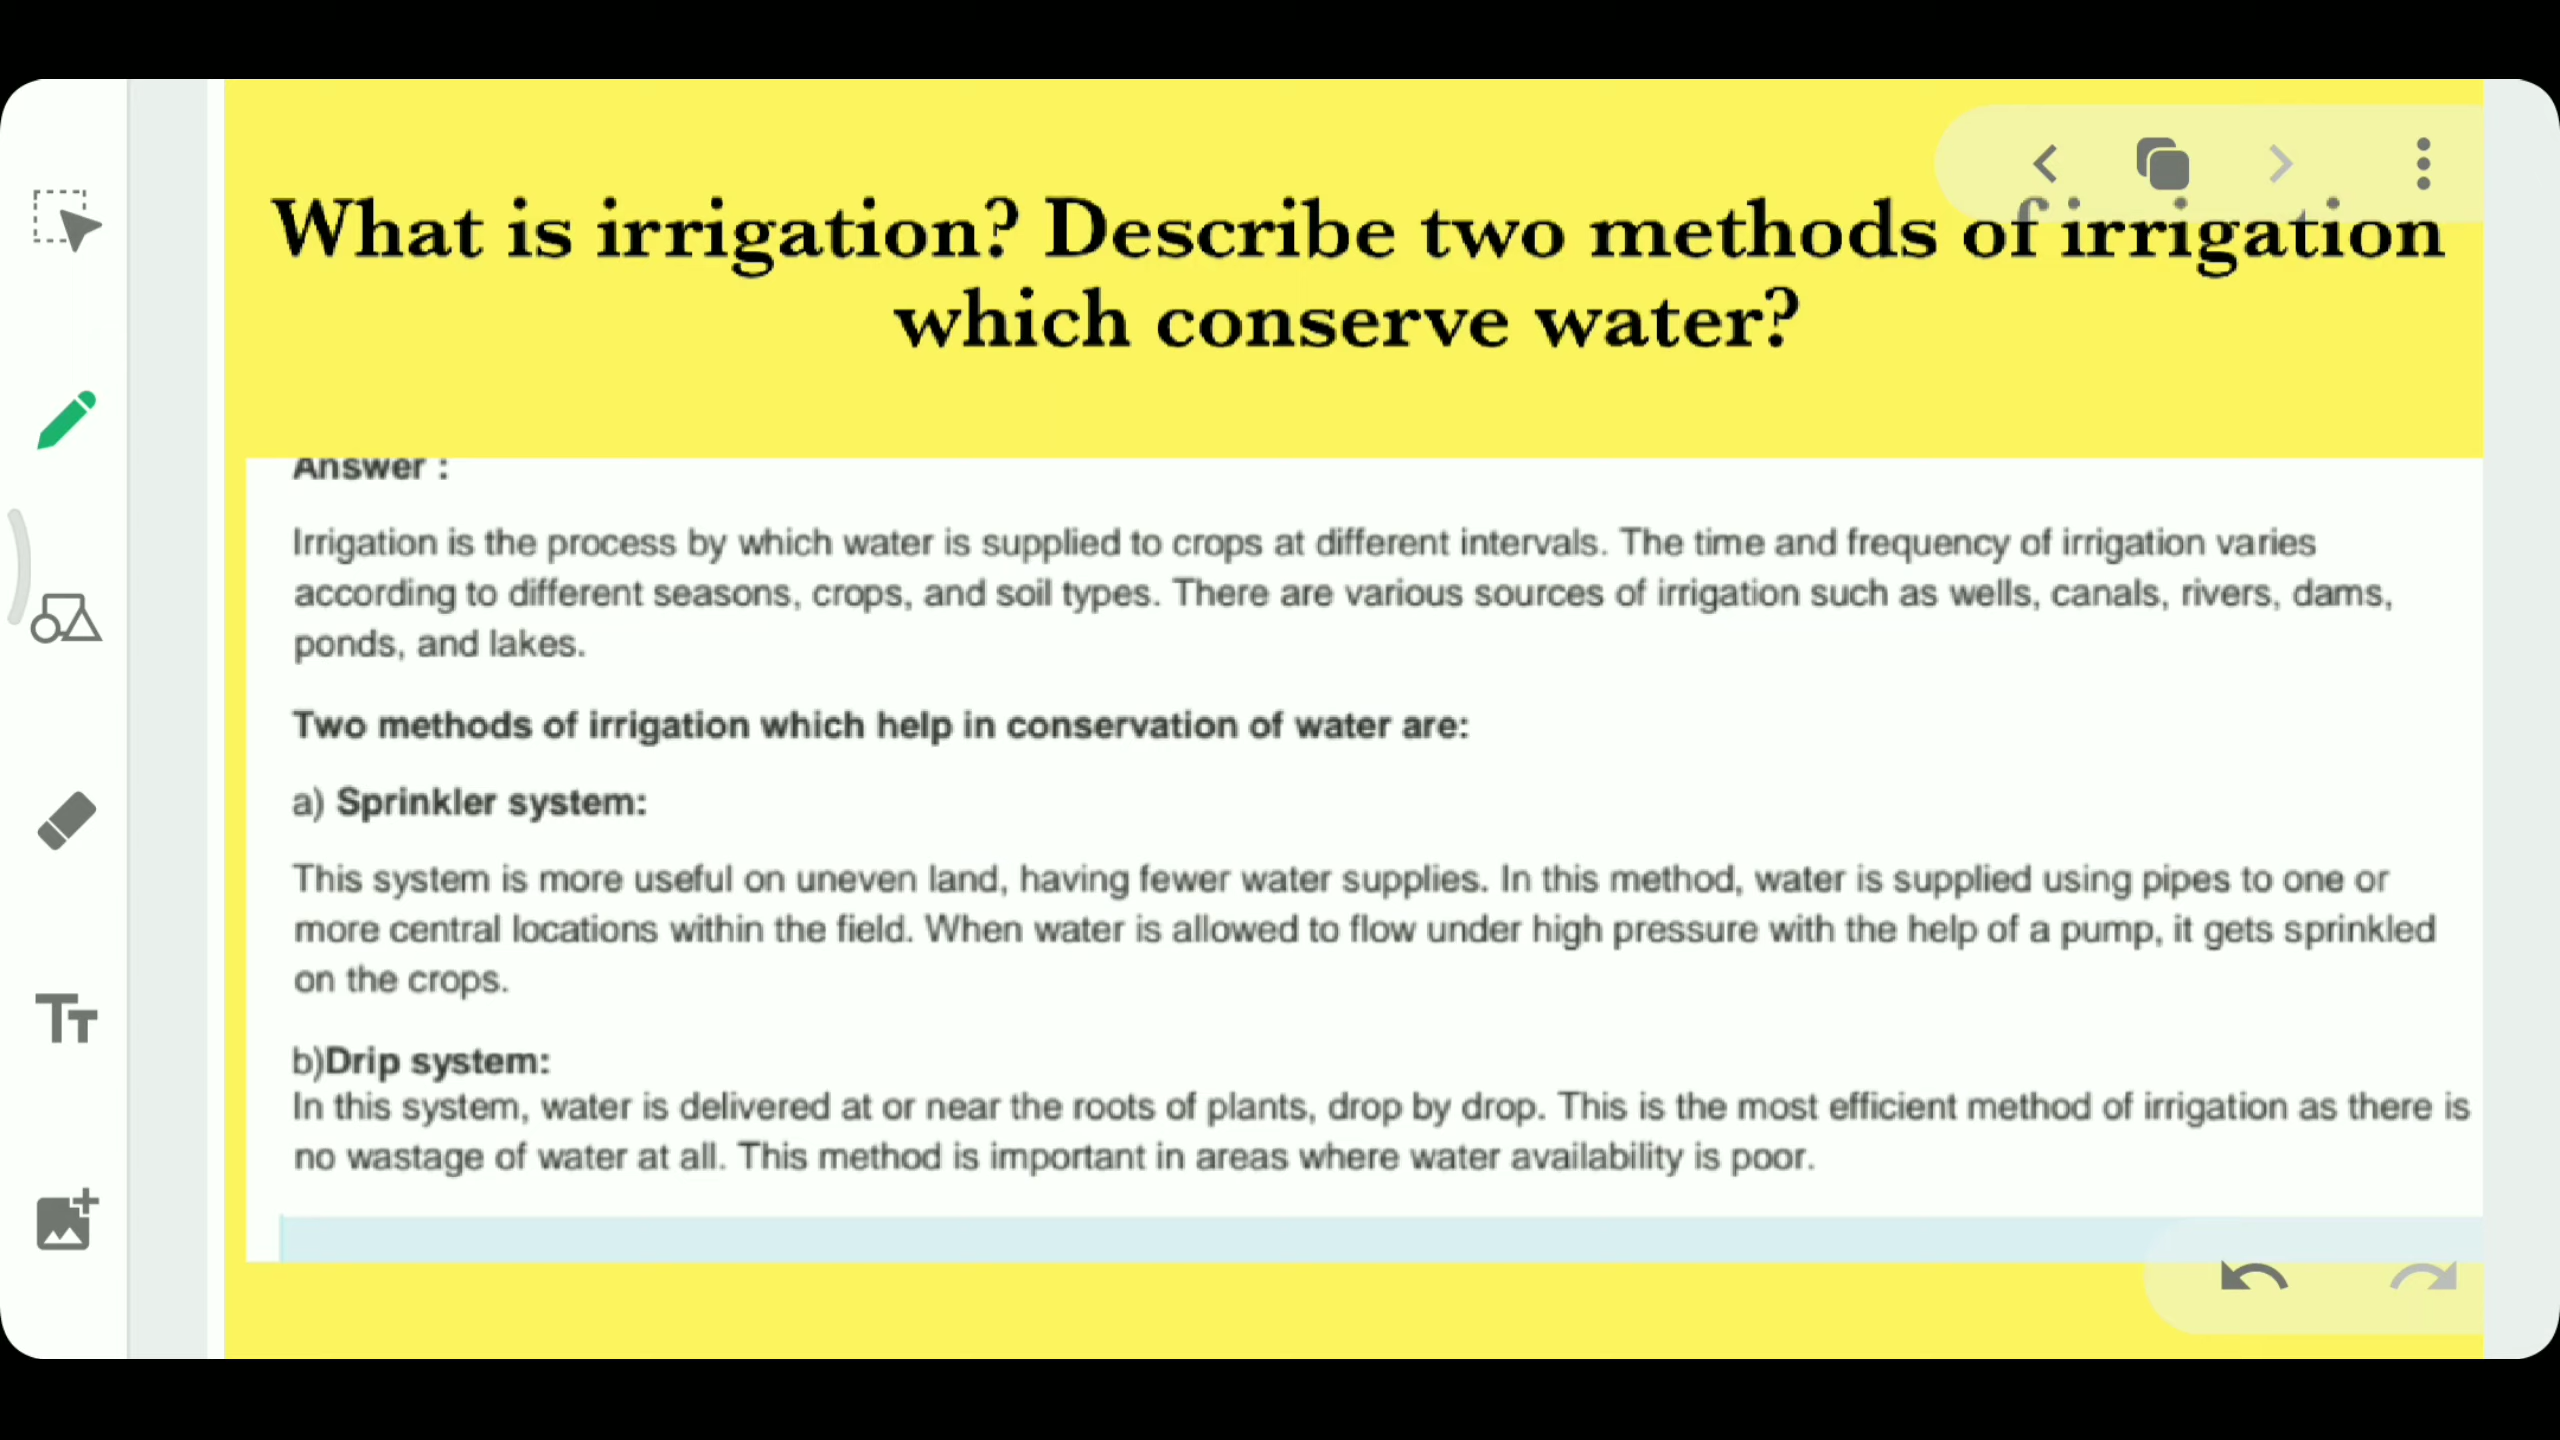 What is irrigation? Describe two methods of irrigation
which conserve water?
Answer :
Irrigation is the process by which water is supplied to crops at different intervals. The time and frequency of irrigation varies
according to different seasons, crops, and soil types. There are various sources of irrigation such as wells, canals, rivers, dams,
ponds, and lakes.
Two methods of irrigation which help in conservation of water are:
a) Sprinkler system:
This system is more useful on uneven land, having fewer water supplies. In this method, water is supplied using pipes to one or
more central locations within the field. When water is allowed to flow under high pressure with the help of a pump, it gets sprinkled
on the crops.
b)Drip system:
In this system, water is delivered at or near the roots of plants, drop by drop. This is the most efficient method of irrigation as there is
no wastage of water at all. This method is important in areas where water availability is poor.